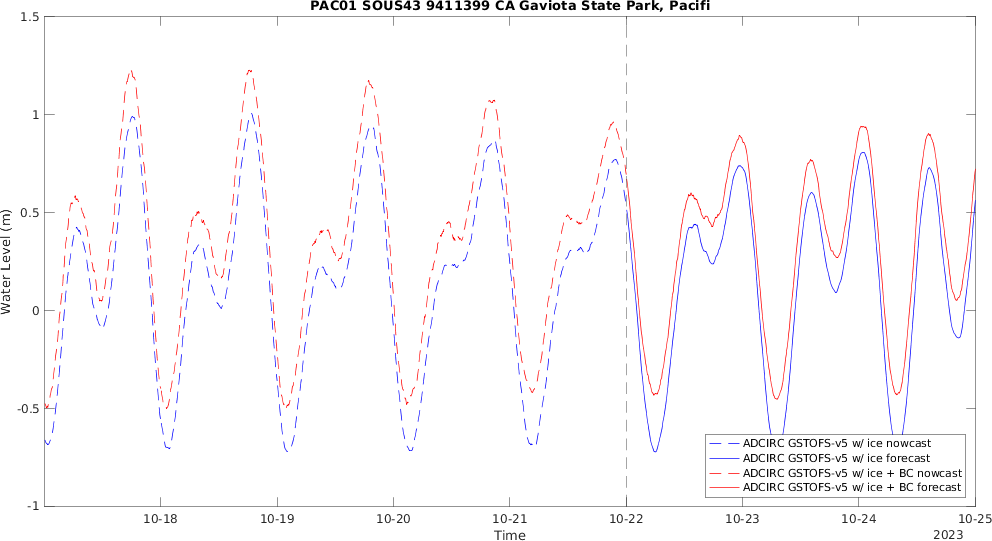 PAC01 SOUS43 9411399 CA Gaviota State Park, Pacifi
1.5
1
0.5
0
-0.5
-1
Water Level (m)
10-18
10-19
10-20
10-21
10-22
10-23
10-24
10-25
Time
2023
ADCIRC GSTOFS-v5 w/ ice nowcast
ADCIRC GSTOFS-v5 w/ ice forecast
ADCIRC GSTOFS-v5 w/ ice + BC nowcast
ADCIRC GSTOFS-v5 w/ ice + BC forecast